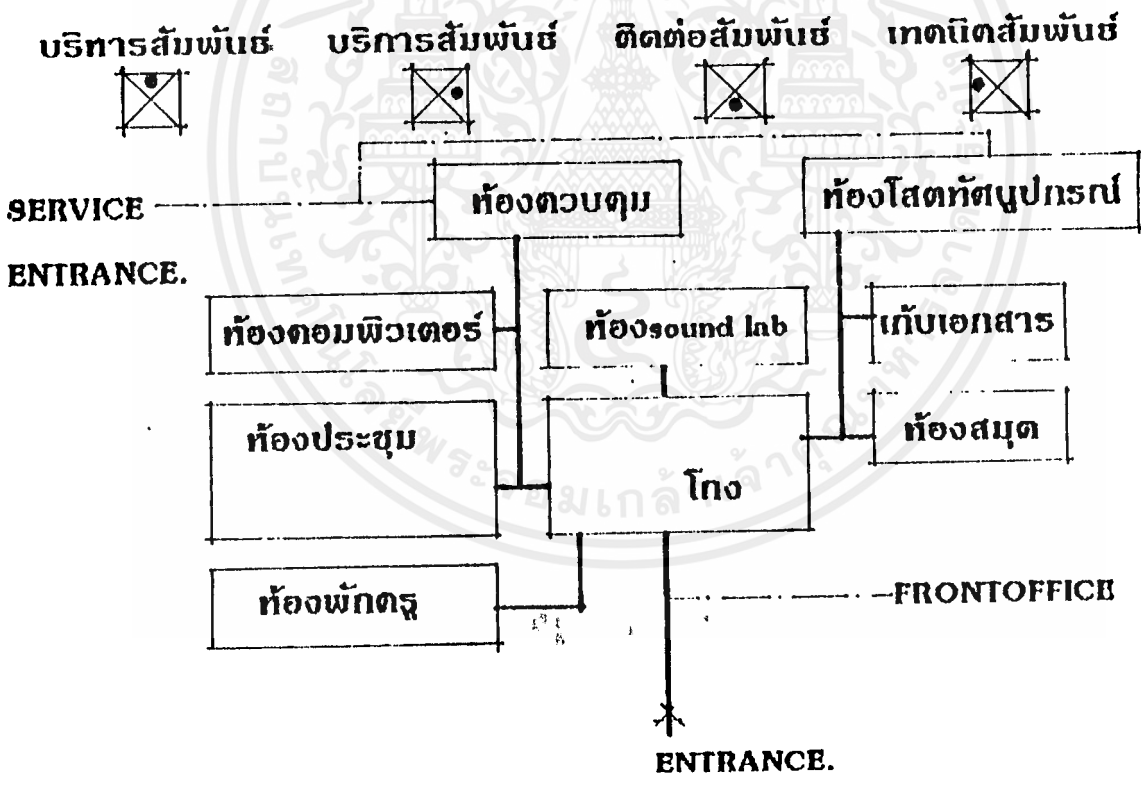 บริหารสัมพันธ์ บริการสัมพันธ์ ติดต่อสัมพันธ์ เทคนิคสัมพันธ์
SERVICE
ENTRANCE.
ห้องควบคุม ห้องโสตทัศนูปกรณ์
ห้องคอมพิวเตอร์ ห้องsound lab เก็บเอกสาร
ห้องประชุม โถง ห้องสมุด
ห้องพักครู
FRONTOFFICE
ENTRANCE.